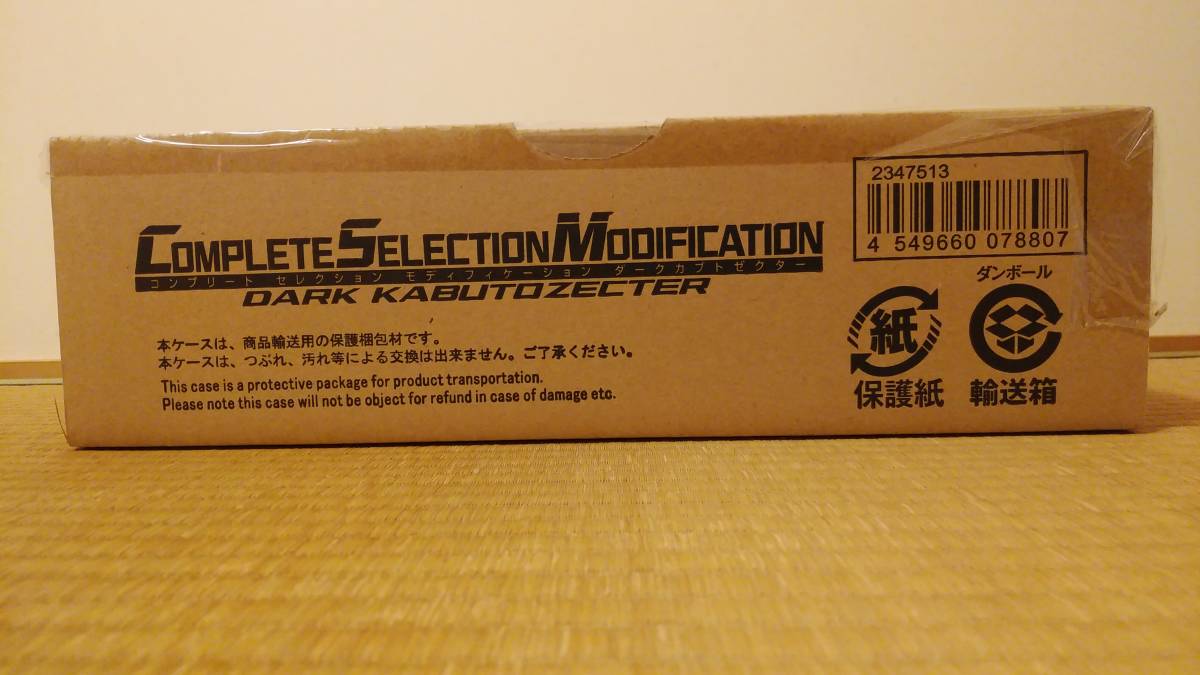 COMPLETE SELECTION MODIFICATION
コンプリート セレクション モディフィケーション ダークカブトゼクター
DARK KABUTOZECTER
本ケースは、商品輸送用の保護梱包材です。
本ケースは、つぶれ、汚れ等による交換は出来ません。ご了承ください。
This case is a protective package for product transportation.
Please note this case will not be object for refund in case of damage etc.
2347513
4 549660 078807
紙
保護紙
ダンボール
輸送箱